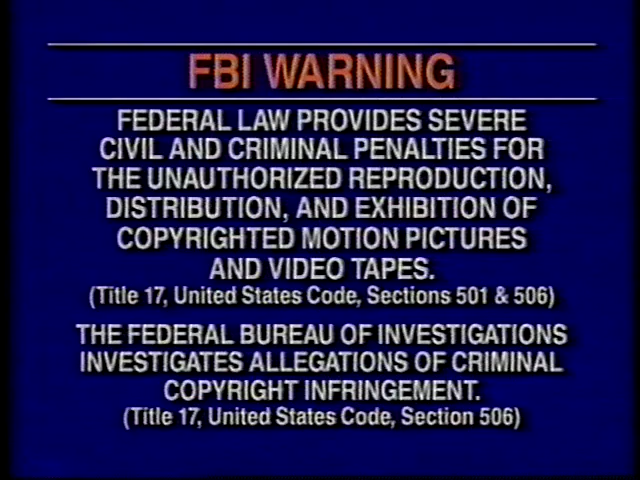 FBI WARNING
FEDERAL LAW PROVIDES SEVERE
CIVIL AND CRIMINAL PENALTIES FOR
THE UNAUTHORIZED REPRODUCTION,
DISTRIBUTION, AND EXHIBITION OF
COPYRIGHTED MOTION PICTURES
AND VIDEO TAPES.
(Title 17, United States Code, Sections 501 & 506)
THE FEDERAL BUREAU OF INVESTIGATIONS
INVESTIGATES ALLEGATIONS OF CRIMINAL
COPYRIGHT INFRINGEMENT.
(Title 17, United States Code, Section 506)